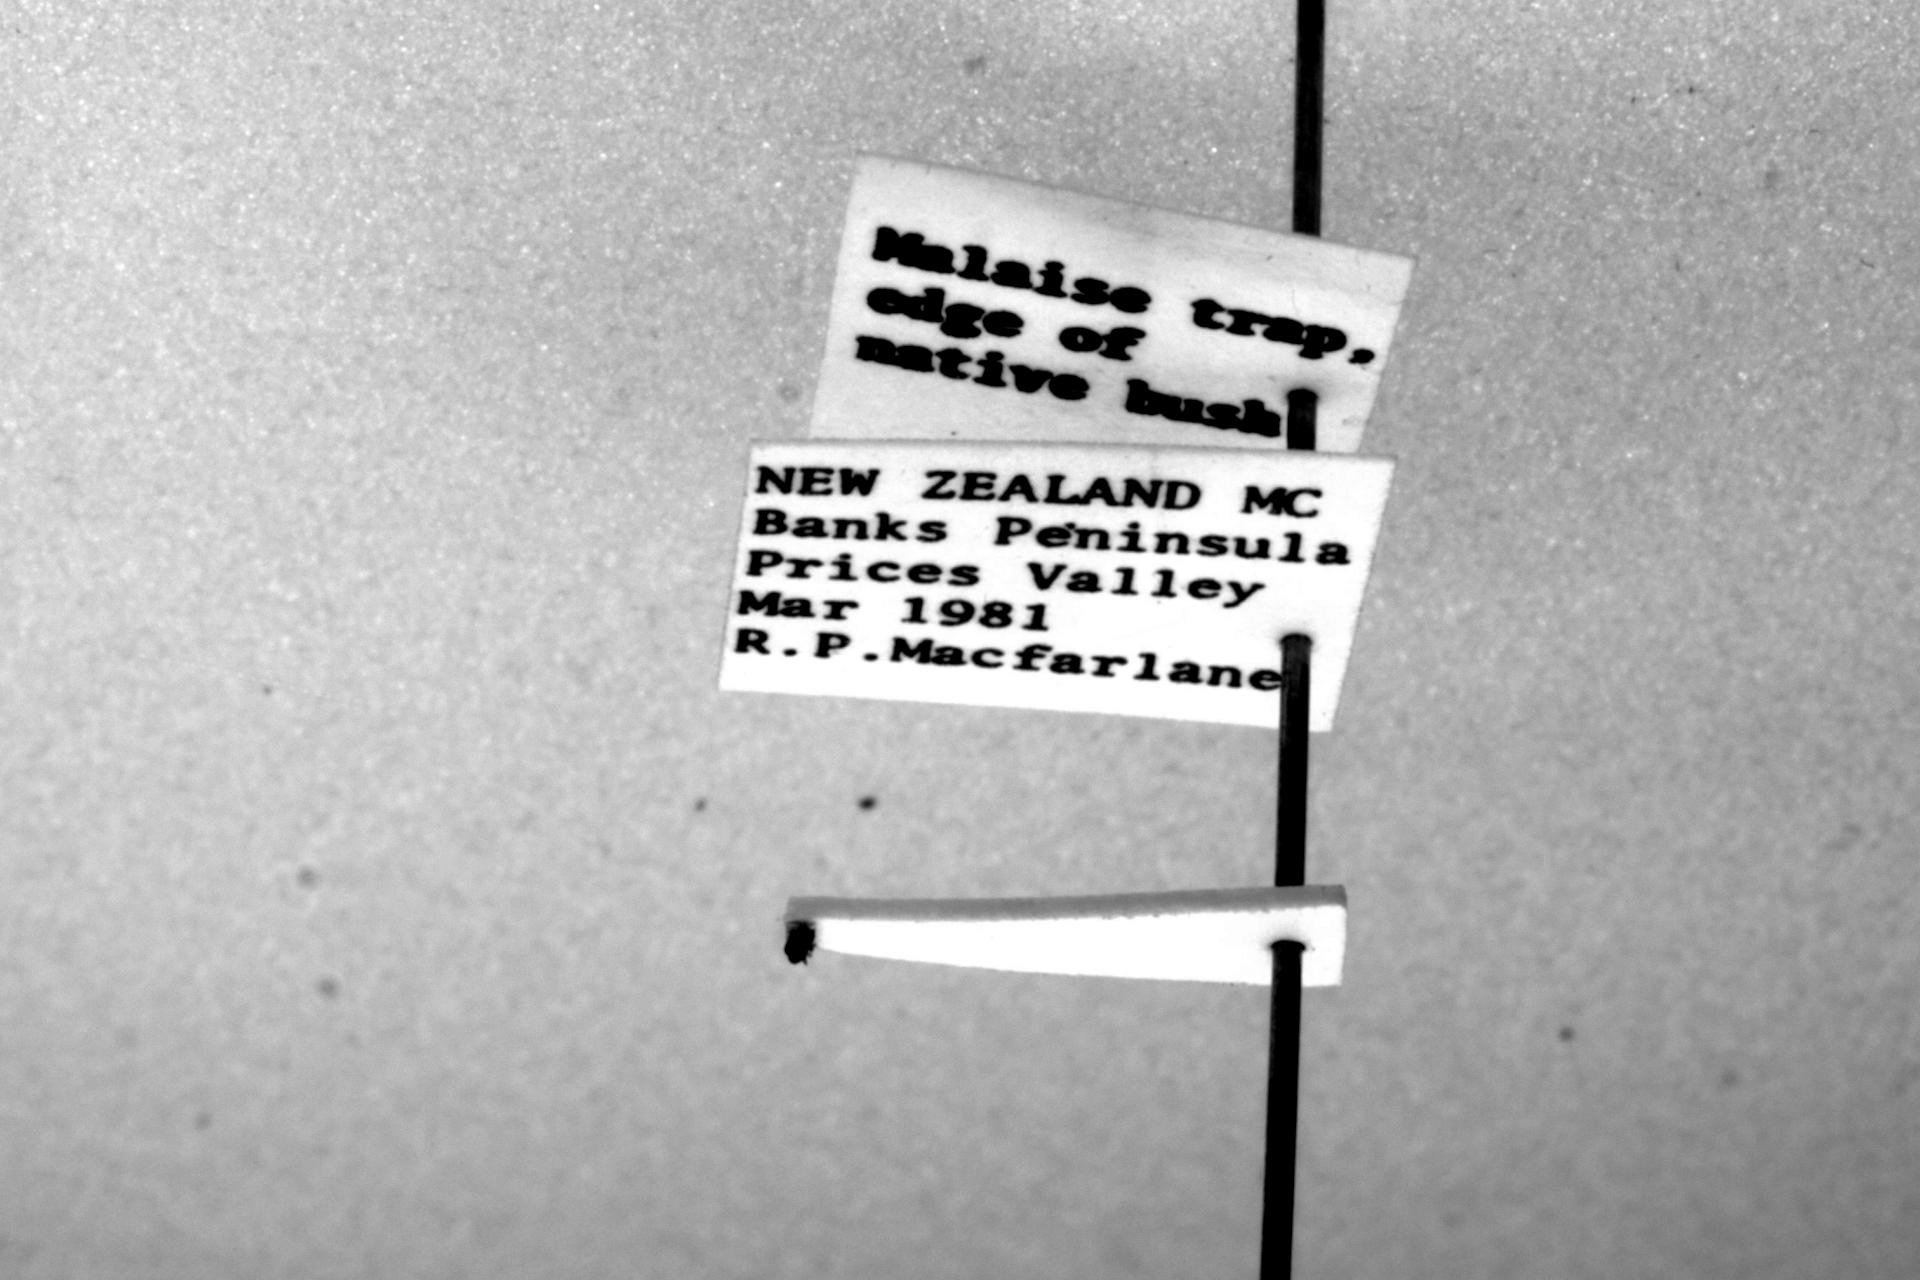 Malaise trap,
edge of
native bush
NEW ZEALAND MC
Banks Peninsula
Prices Valley
Mar 1981
R.P.Macfarlane